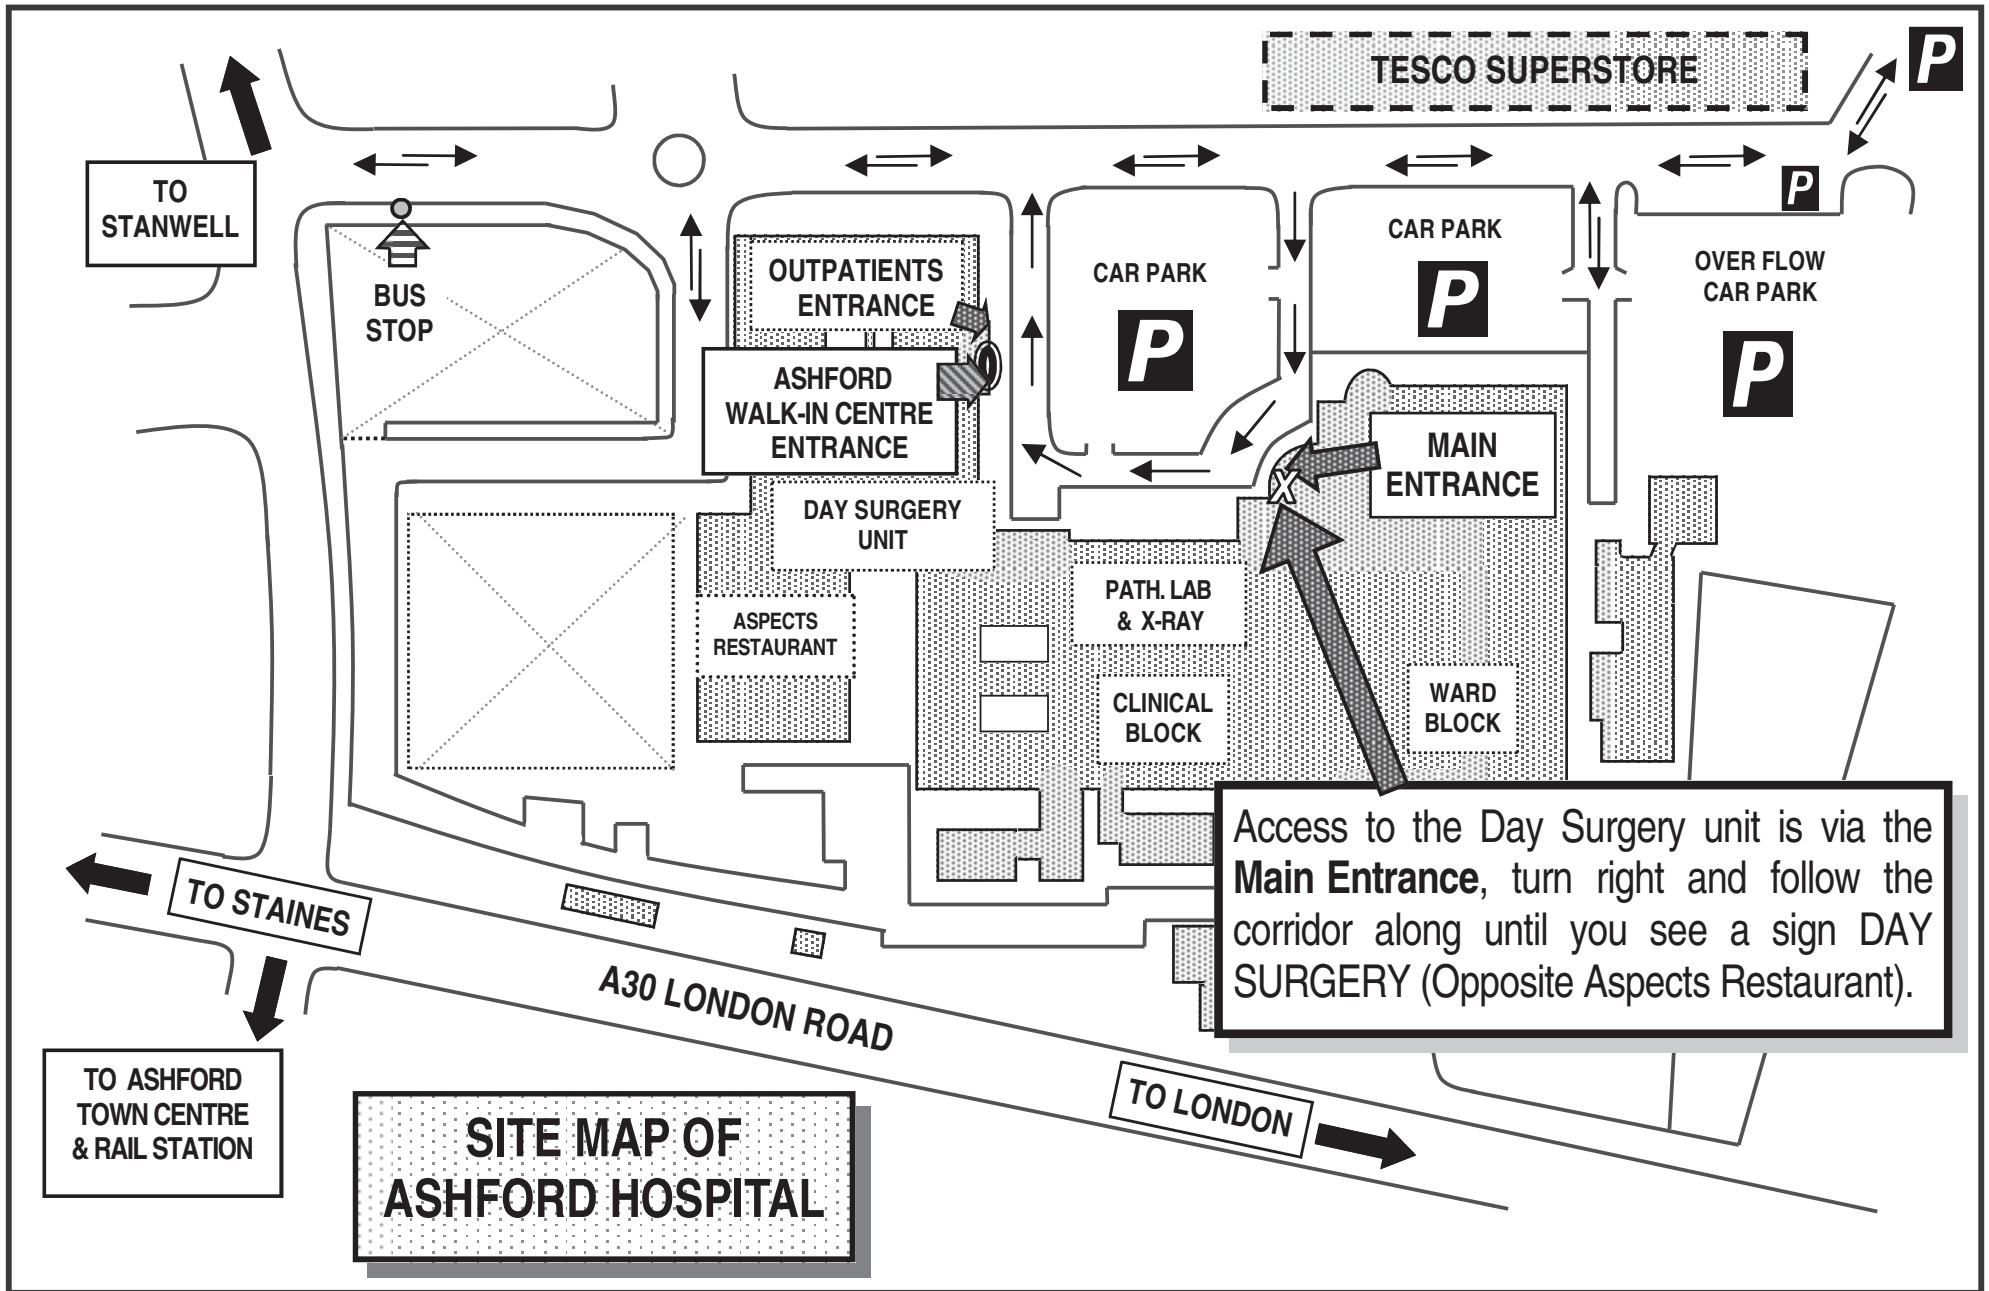 TESCO SUPERSTORE
P
TO
STANWELL
P
BUS
STOP
OUTPATIENTS
ENTRANCE
CAR PARK
P
CAR PARK
P
OVER FLOW
CAR PARK
P
ASHFORD
WALK-IN CENTRE
ENTRANCE
MAIN
ENTRANCE
X
DAY SURGERY
UNIT
PATH. LAB
& X-RAY
ASPECTS
RESTAURANT
CLINICAL
BLOCK
WARD
BLOCK
Access to the Day Surgery unit is via the
Main Entrance, turn right and follow the
corridor along until you see a sign DAY
SURGERY (Opposite Aspects Restaurant).
TO STAINES
A30 LONDON ROAD
TO LONDON
TO ASHFORD
TOWN CENTRE
& RAIL STATION
SITE MAP OF
ASHFORD HOSPITAL